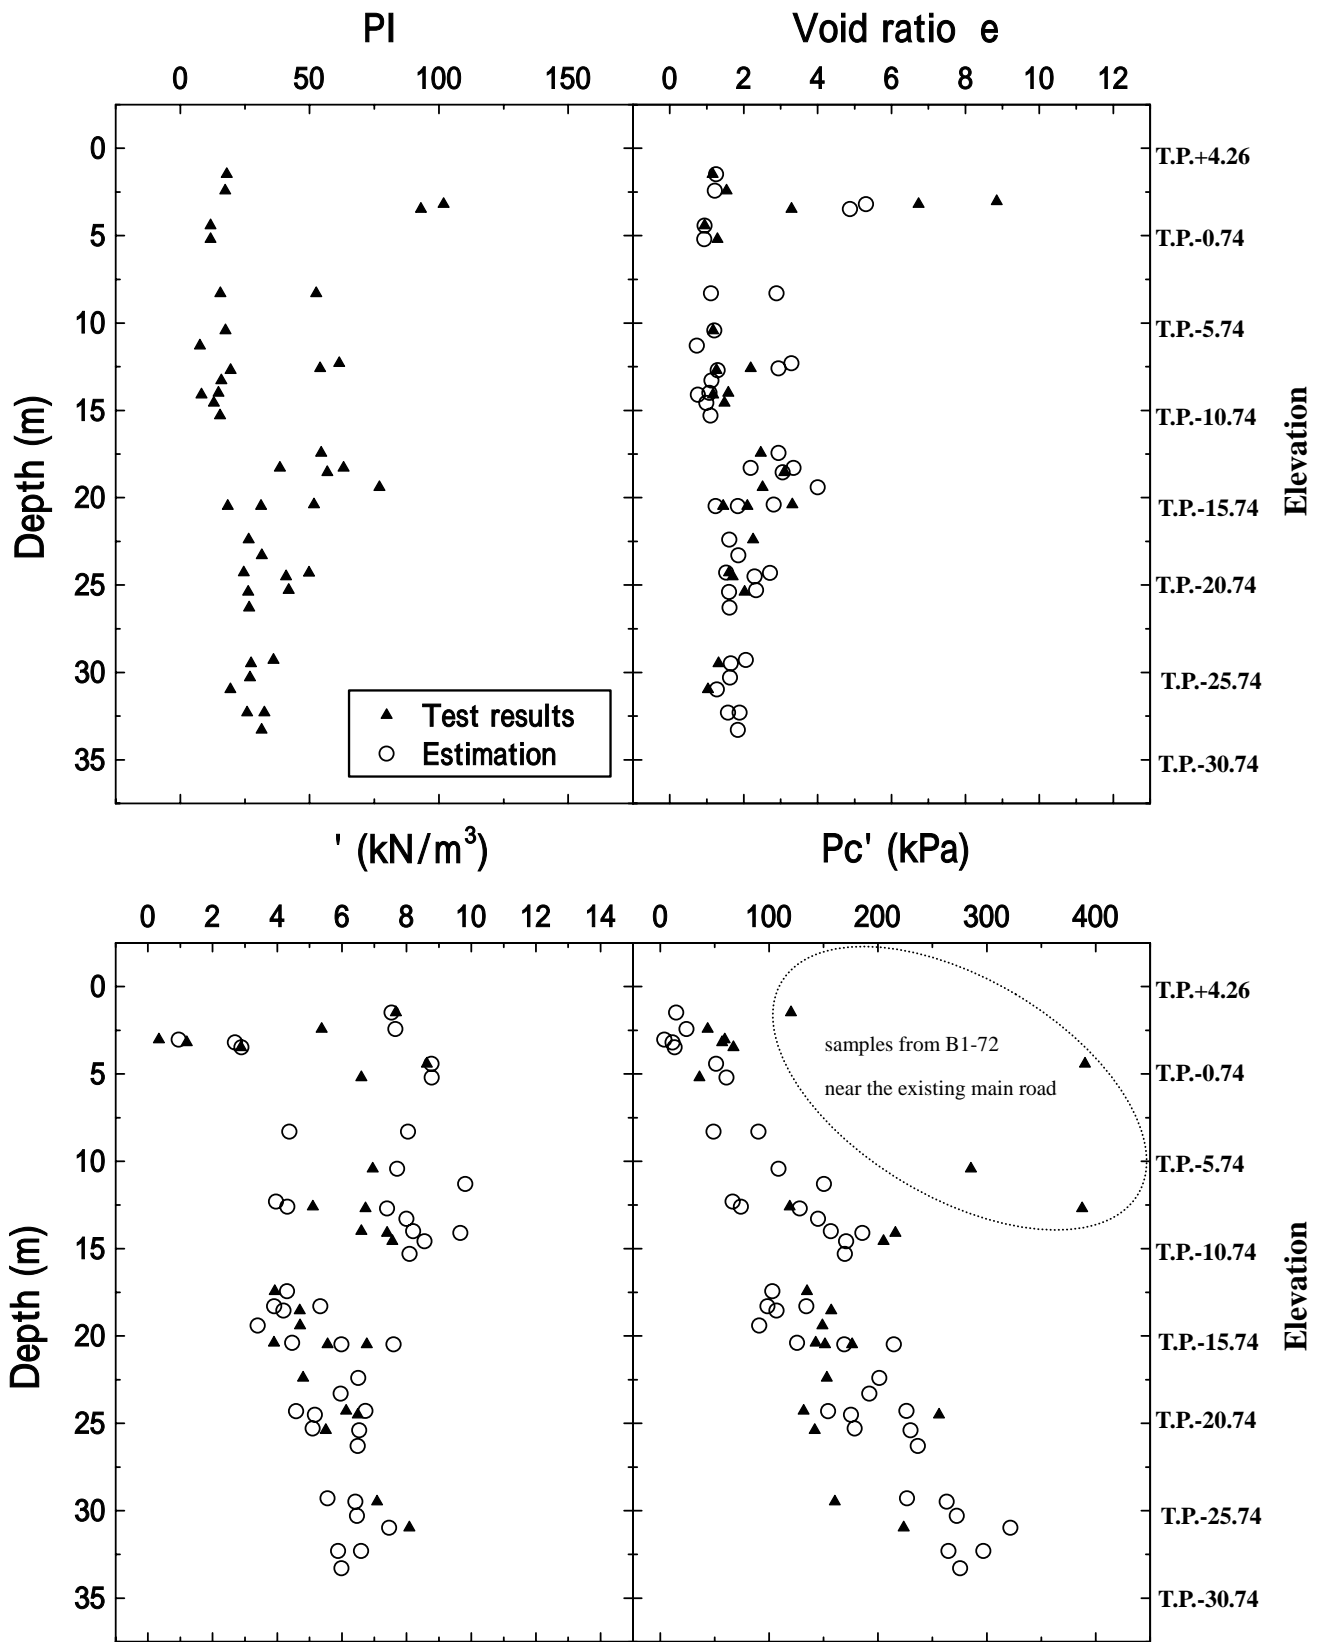 PI Void ratio e
0 50 100 150 0 2 4 6 8 10 12
0 T.P.+4.26
5 T.P.-0.74
10 T.P.-5.74
15 T.P.-10.74
20 T.P.-15.74
25 T.P.-20.74
30 T.P.-25.74
35 T.P.-30.74
Depth (m)
Elevation
Test results
Estimation
' (kN/m³) Pc' (kPa)
0 2 4 6 8 10 12 14 0 100 200 300 400
0 T.P.+4.26
samples from B1-72
5 T.P.-0.74
near the existing main road
10 T.P.-5.74
15 T.P.-10.74
20 T.P.-15.74
25 T.P.-20.74
30 T.P.-25.74
35 T.P.-30.74
Depth (m)
Elevation